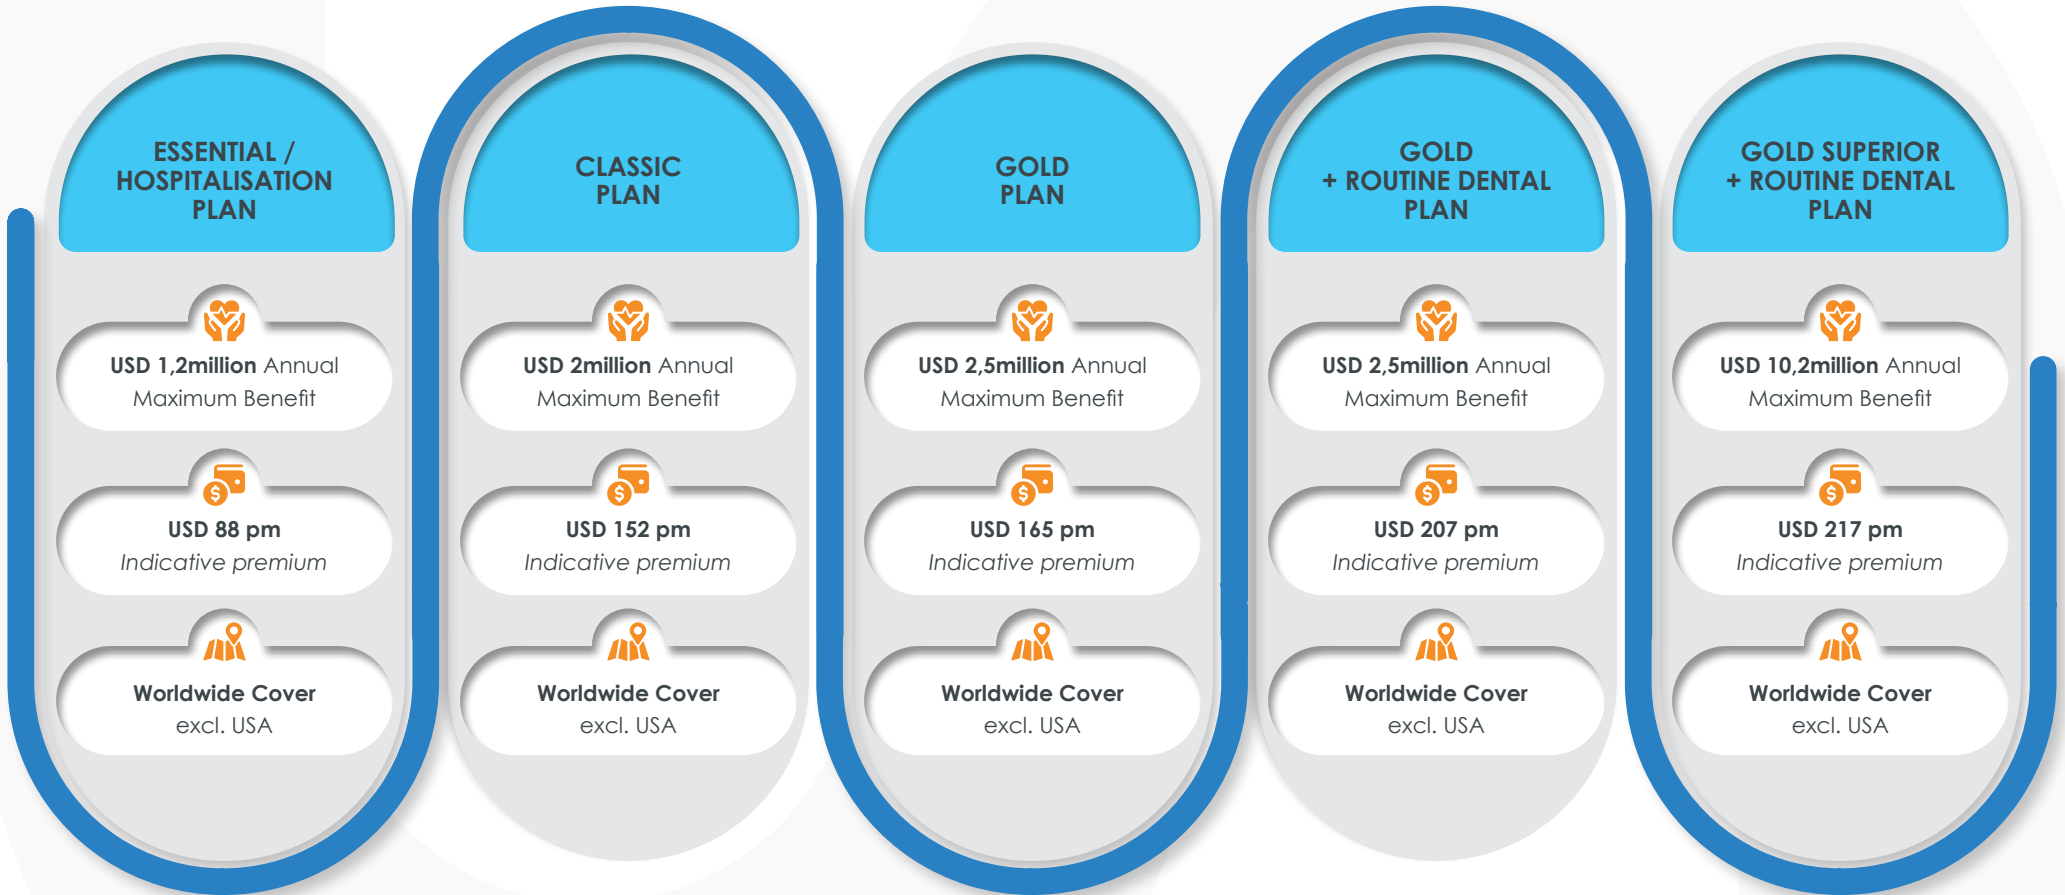 ESSENTIAL /
HOSPITALISATION
PLAN
USD 1,2million Annual
Maximum Benefit
USD 88 pm
Indicative premium
Worldwide Cover
excl. USA
CLASSIC
PLAN
USD 2million Annual
Maximum Benefit
USD 152 pm
Indicative premium
Worldwide Cover
excl. USA
GOLD
PLAN
USD 2,5million Annual
Maximum Benefit
USD 165 pm
Indicative premium
Worldwide Cover
excl. USA
GOLD
+ ROUTINE DENTAL
PLAN
USD 2,5million Annual
Maximum Benefit
USD 207 pm
Indicative premium
Worldwide Cover
excl. USA
GOLD SUPERIOR
+ ROUTINE DENTAL
PLAN
USD 10,2million Annual
Maximum Benefit
USD 217 pm
Indicative premium
Worldwide Cover
excl. USA